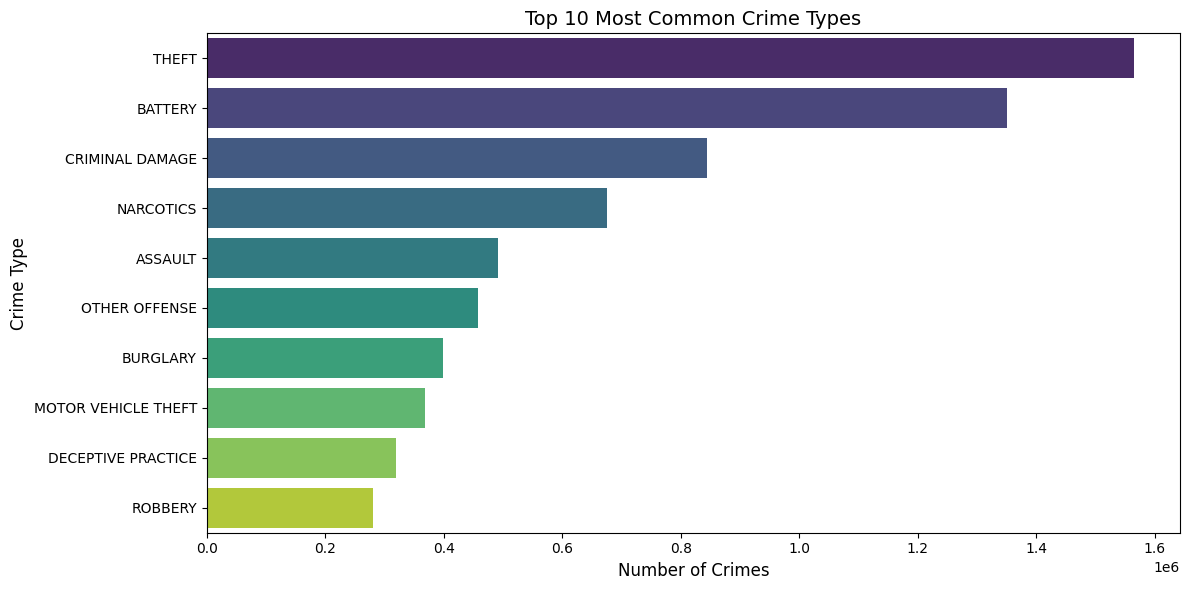 Top 10 Most Common Crime Types
THEFT
BATTERY
CRIMINAL DAMAGE
NARCOTICS
ASSAULT
OTHER OFFENSE
BURGLARY
MOTOR VEHICLE THEFT
DECEPTIVE PRACTICE
ROBBERY
Crime Type
0.0 0.2 0.4 0.6 0.8 1.0 1.2 1.4 1.6
1e6
Number of Crimes